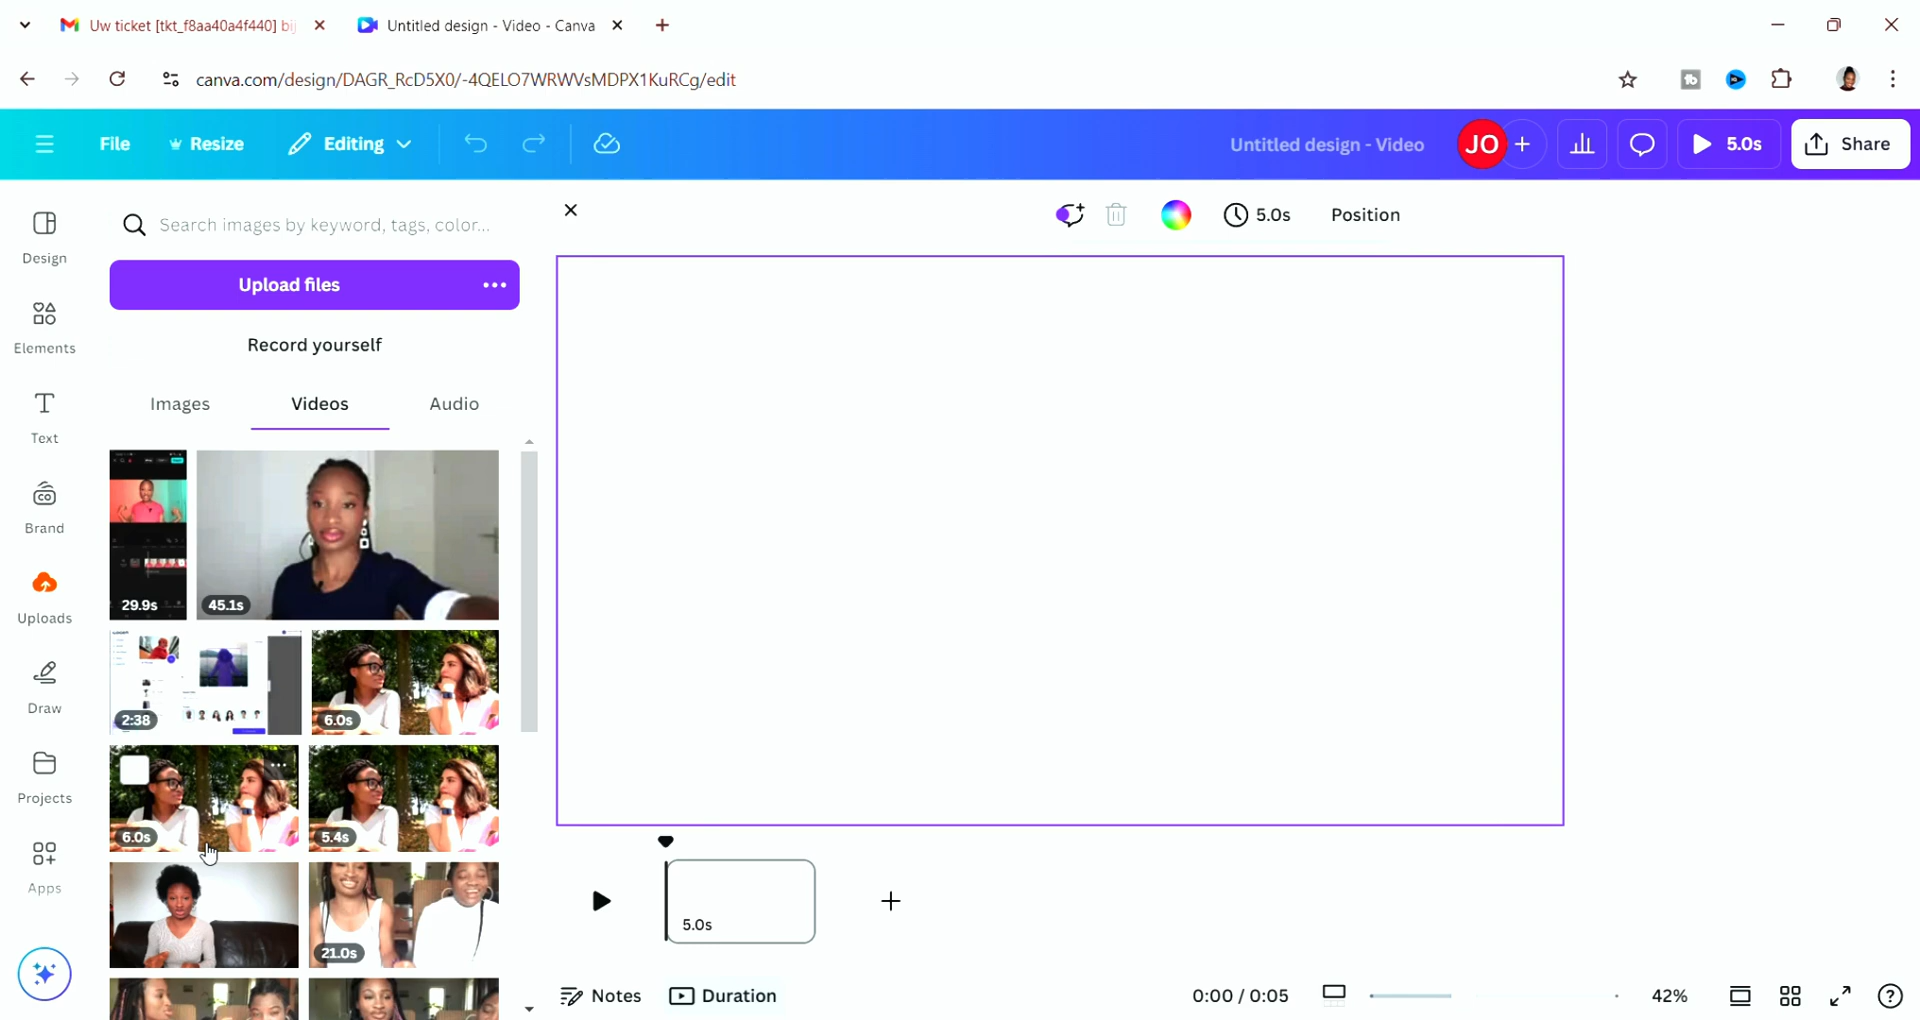 Uw ticket [tkt_f8aa40a4f440] bij
Untitled design - Video - Canva
canva.com/design/DAGR_RcD5X0/-4QELO7WRWVsMDPX1KuRCg/edit
File
Resize
Editing
Untitled design - Video
JO
5.0s
Share
Design
Elements
Text
Brand
Uploads
Draw
Projects
Apps
Search images by keyword, tags, color...
Upload files
Record yourself
Images
Videos
Audio
29.9s
45.1s
2:38
6.0s
6.0s
5.4s
21.0s
5.0s
Position
5.0s
Notes
Duration
0:00 / 0:05
42%